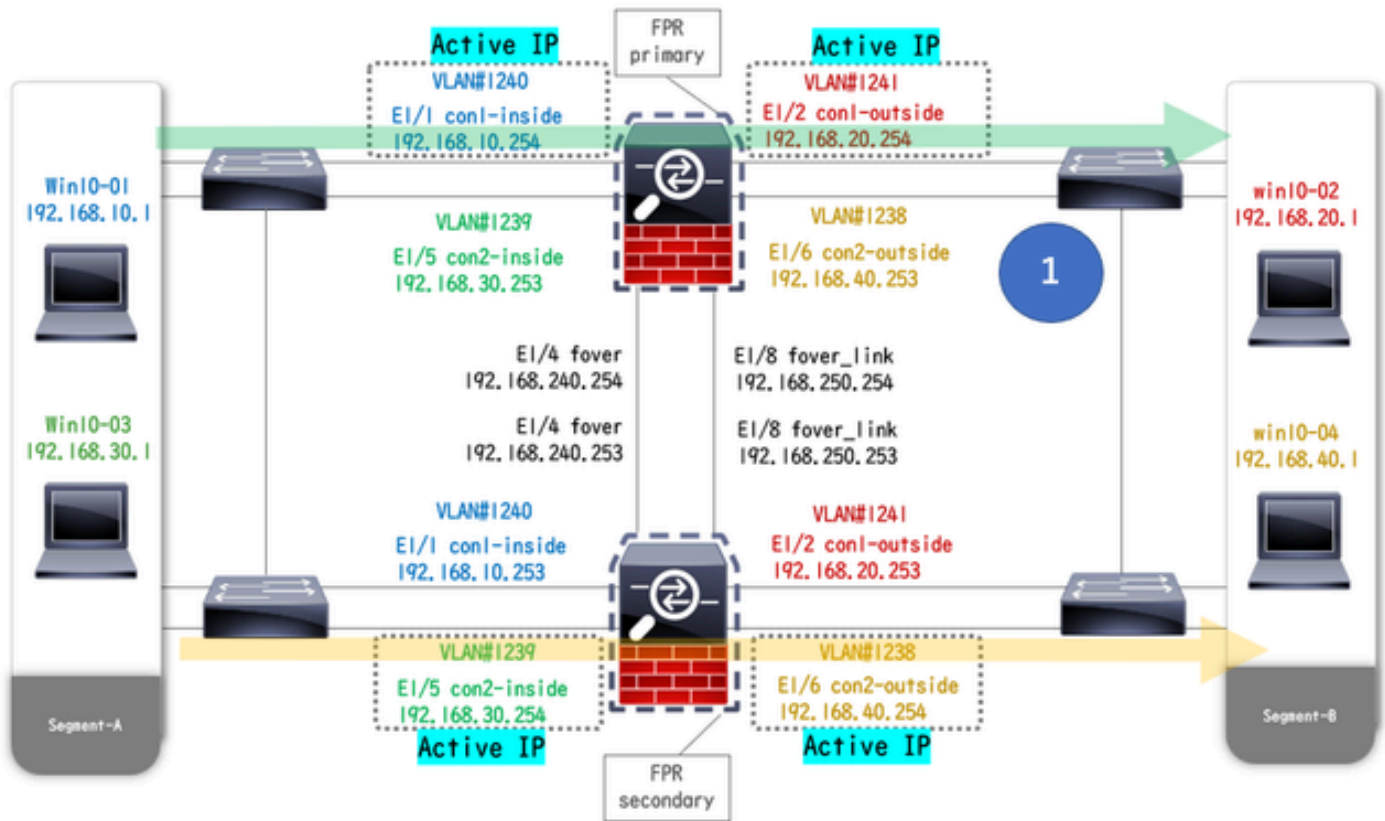 FPR
primary
Active IP
VLAN#1240
E1/1 con1-inside
192.168.10.254
Active IP
VLAN#1241
E1/2 con1-outside
192.168.20.254
Win10-01
192.168.10.1
VLAN#1239
E1/5 con2-inside
192.168.30.253
VLAN#1238
E1/6 con2-outside
192.168.40.253
1
win10-02
192.168.20.1
E1/4 fover
192.168.240.254
E1/8 fover_link
192.168.250.254
Win10-03
192.168.30.1
E1/4 fover
192.168.240.253
E1/8 fover_link
192.168.250.253
win10-04
192.168.40.1
VLAN#1240
E1/1 con1-inside
192.168.10.253
VLAN#1241
E1/2 con1-outside
192.168.20.253
VLAN#1239
E1/5 con2-inside
192.168.30.254
Active IP
VLAN#1238
E1/6 con2-outside
192.168.40.254
Active IP
Segment-A
Segment-B
FPR
secondary